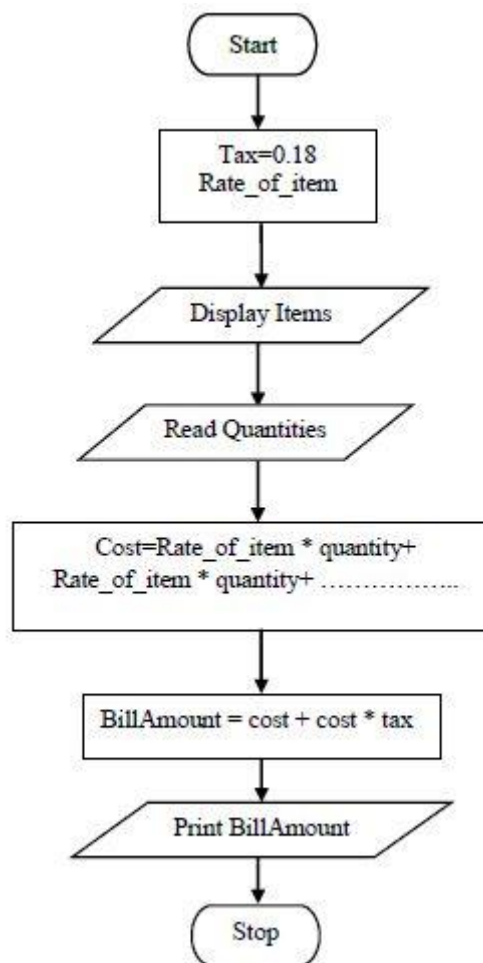 Start
Tax=0.18
Rate_of_item
Display Items
Read Quantities
Cost=Rate_of_item * quantity+
Rate_of_item * quantity+ ……………..
BillAmount = cost + cost * tax
Print BillAmount
Stop